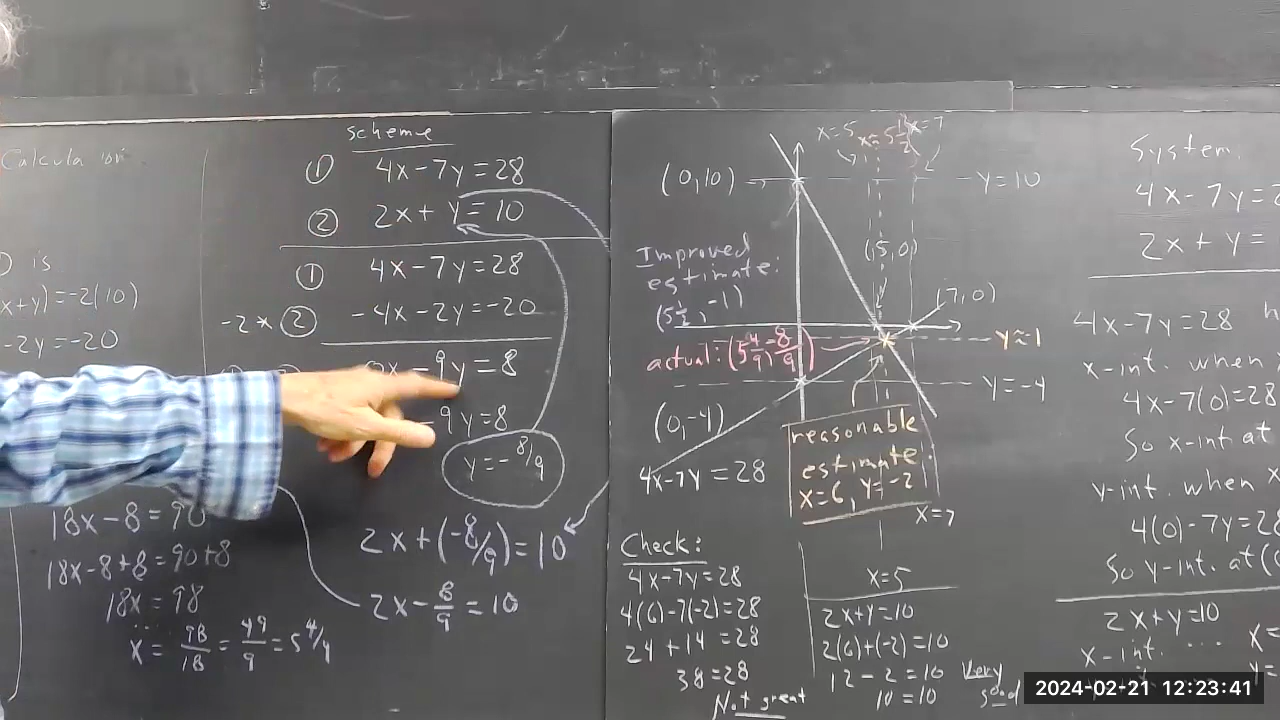 Calcula or
is
x+y)=-2(10)
-2y=-20
18x-8=90
18x-8+8=90+8
18x=98
x=98/18=49/9=5 4/9
scheme
① 4x-7y=28
② 2x+y=10
① 4x-7y=28
-2*② -4x-2y=-20
-9y=8
-9y=8
y=-8/9
2x+(-8/9)=10
2x-8/9=10
x=5
x=7
(0,10)
y=10
Improved
estimate:
(5½,-1)
(5,0)
(7,0)
actual:(5 4/9,-8/9)
y≈1
y=-4
(0,-4)
4x-7y=28
reasonable
estimate:
x=6, y=-2
x=7
Check:
4x-7y=28
4(6)-7(-2)=28
24+14=28
38=28
Not great
x=5
2x+y=10
2(6)+(-2)=10
12-2=10
10=10
Very
good
System
4x-7y=2
2x+y=
4x-7y=28
x-int. when
4x-7(0)=28
So x-int at
y-int. when x
4(0)-7y=28
So y-int. at (
2x+y=10
x-int. ...
2024-02-21 12:23:41